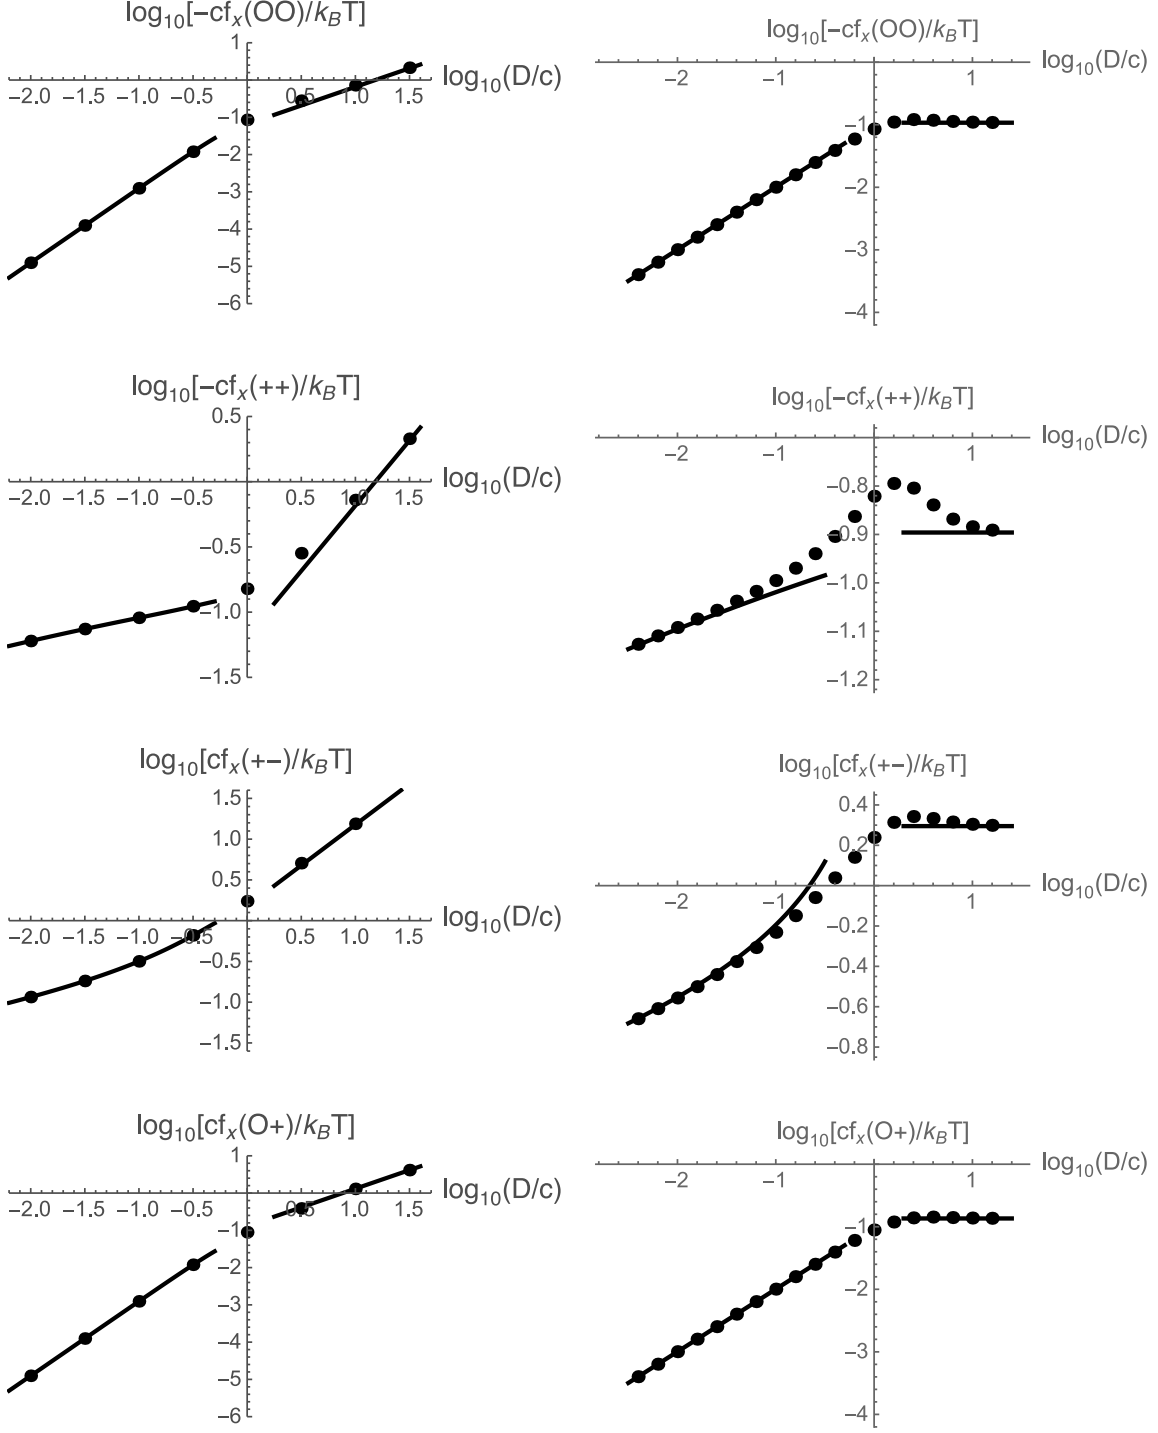 log₁₀[−cfₓ(OO)/k_BT]
1
log₁₀(D/c)
−2.0 −1.5 −1.0 −0.5 0.5 1.0 1.5
−1
−2
−3
−4
−5
−6
log₁₀[−cfₓ(OO)/k_BT]
log₁₀(D/c)
−2 −1 1
−1
−2
−3
−4
log₁₀[−cfₓ(++)/k_BT]
0.5
log₁₀(D/c)
−2.0 −1.5 −1.0 −0.5 0.5 1.0 1.5
−0.5
−1.0
−1.5
log₁₀[−cfₓ(++)/k_BT]
log₁₀(D/c)
−2 −1 1
−0.8
−0.9
−1.0
−1.1
−1.2
log₁₀[cfₓ(+−)/k_BT]
1.5
1.0
0.5
log₁₀(D/c)
−2.0 −1.5 −1.0 −0.5 0.5 1.0 1.5
−0.5
−1.0
−1.5
log₁₀[cfₓ(+−)/k_BT]
0.4
0.2
log₁₀(D/c)
−2 −1 1
−0.2
−0.4
−0.6
−0.8
log₁₀[cfₓ(O+)/k_BT]
1
log₁₀(D/c)
−2.0 −1.5 −1.0 −0.5 0.5 1.0 1.5
−1
−2
−3
−4
−5
−6
log₁₀[cfₓ(O+)/k_BT]
log₁₀(D/c)
−2 −1 1
−1
−2
−3
−4